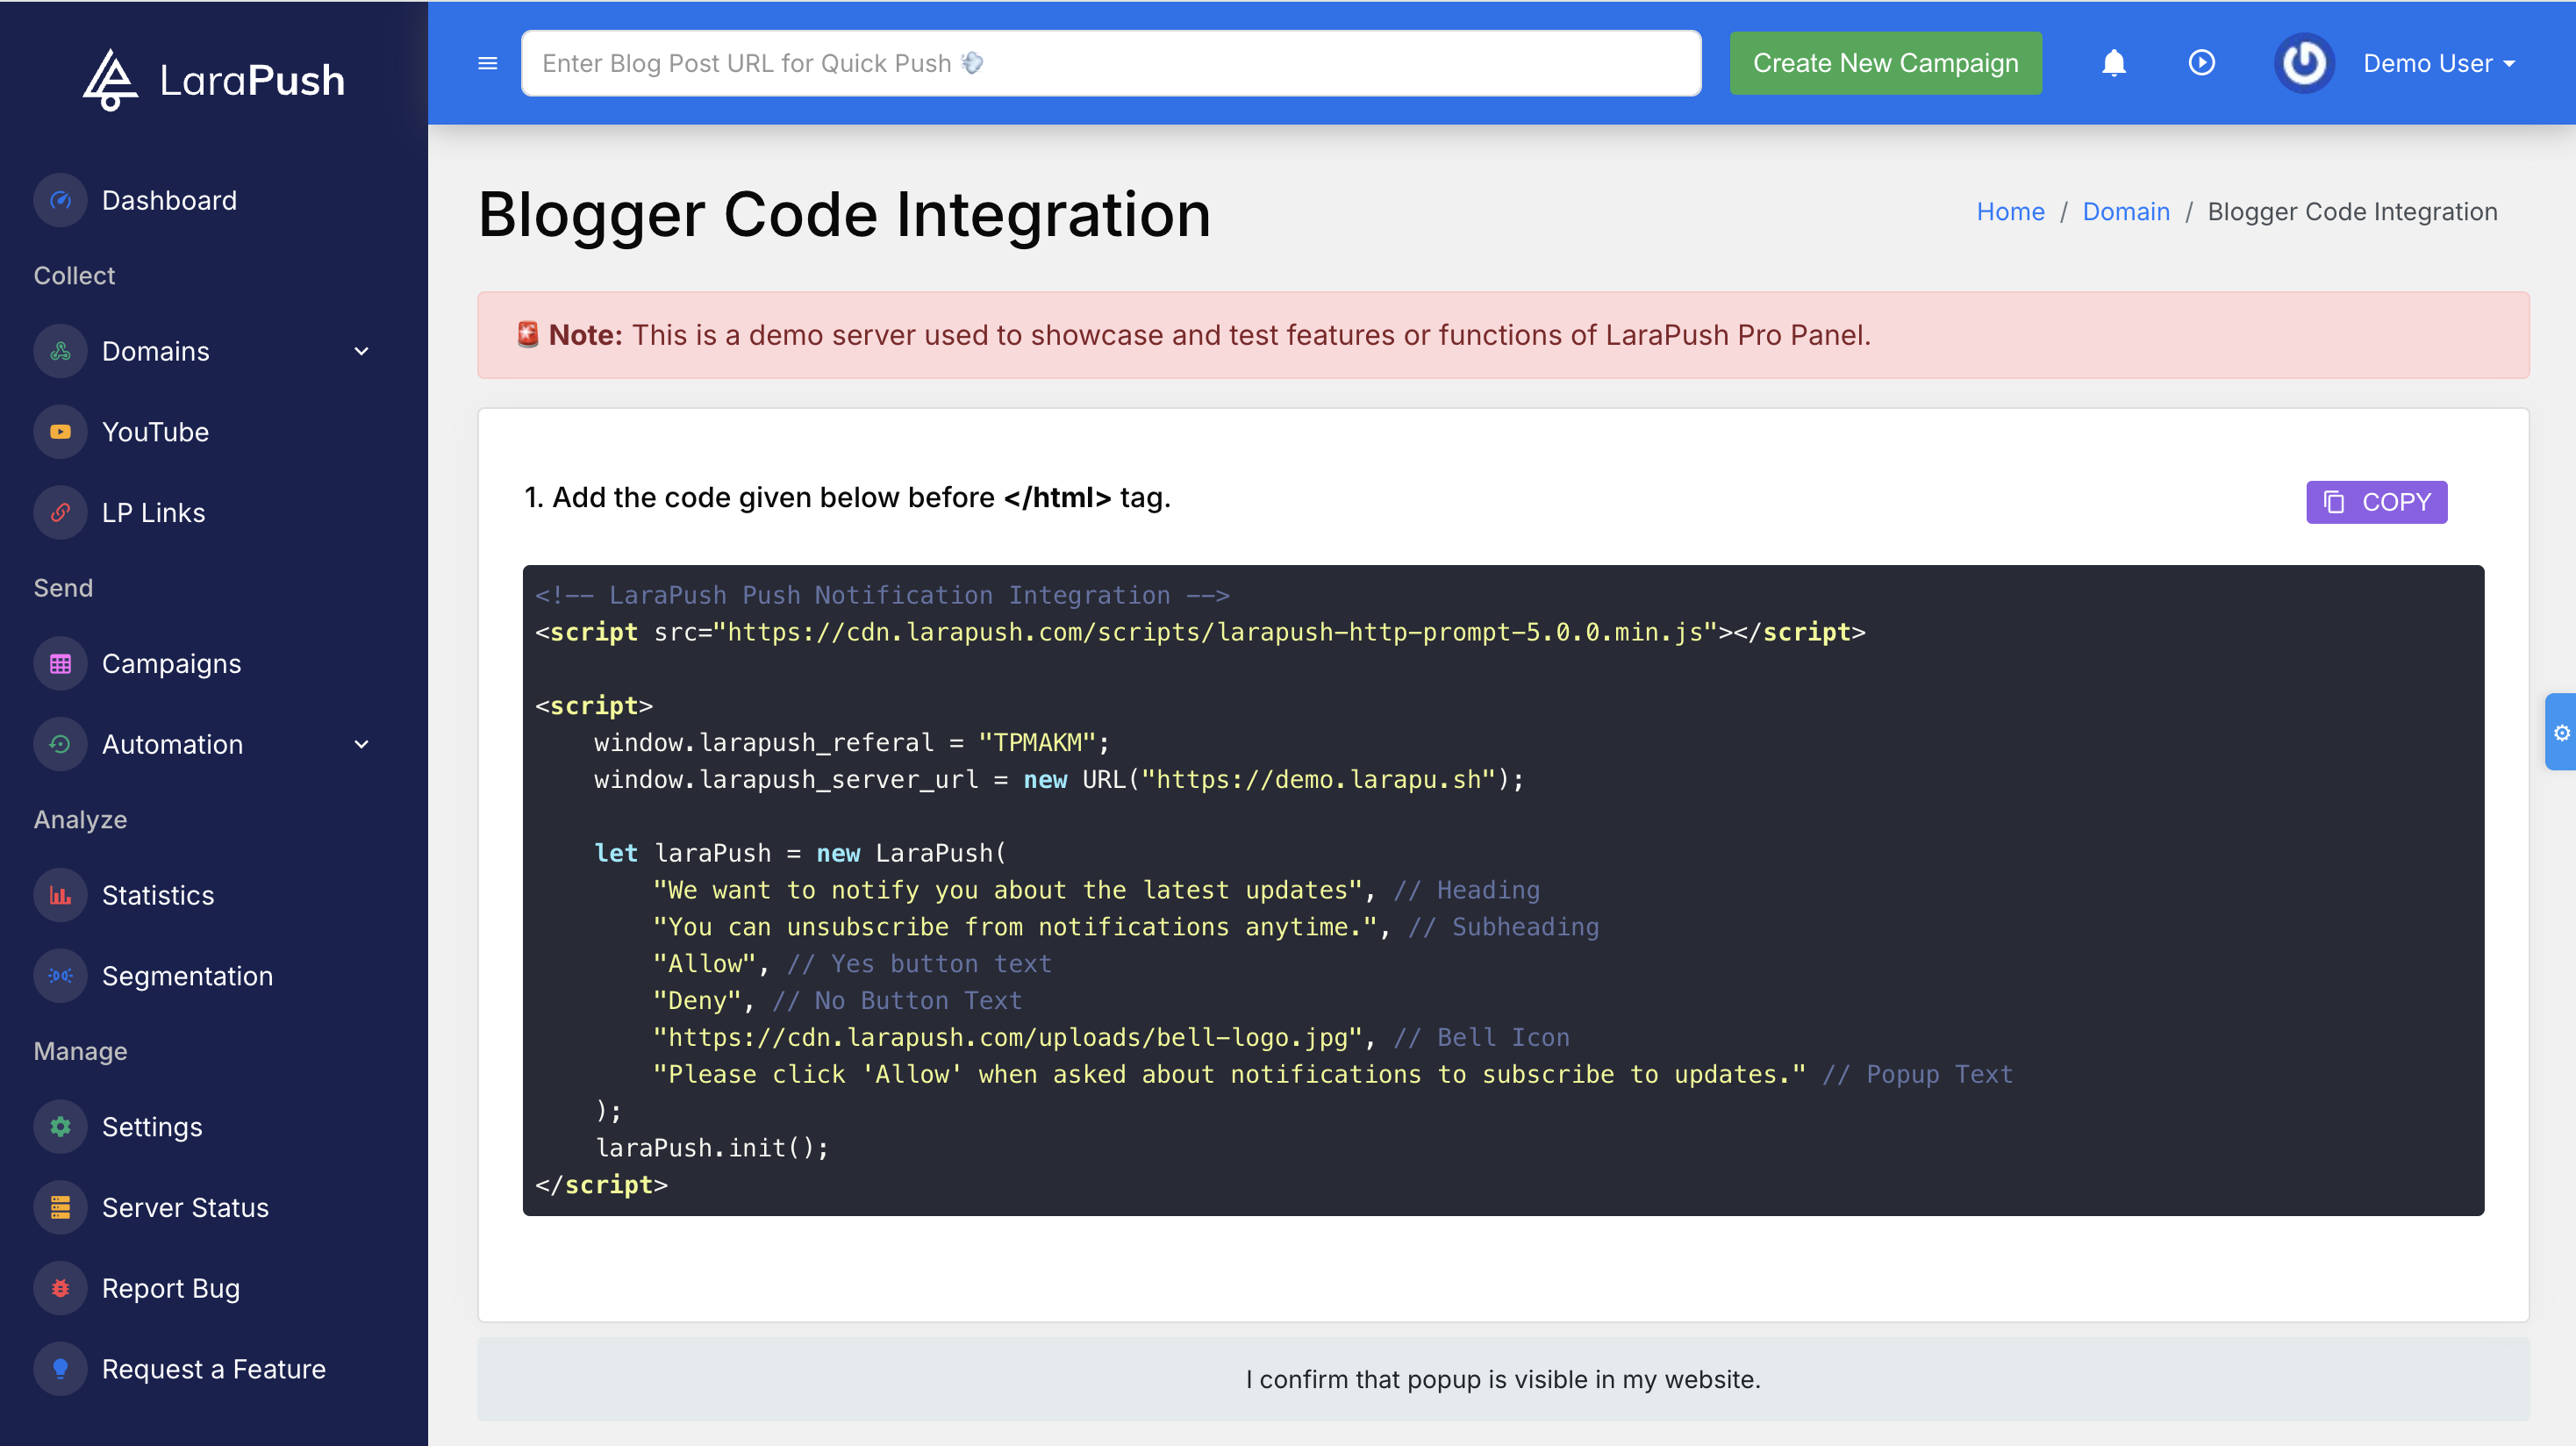 LaraPush
Enter Blog Post URL for Quick Push 💨
Create New Campaign
Demo User
Dashboard
Collect
Domains
YouTube
LP Links
Send
Campaigns
Automation
Analyze
Statistics
Segmentation
Manage
Settings
Server Status
Report Bug
Request a Feature
Blogger Code Integration
Home / Domain / Blogger Code Integration
🚨 Note: This is a demo server used to showcase and test features or functions of LaraPush Pro Panel.
1. Add the code given below before </html> tag.
COPY
<!-- LaraPush Push Notification Integration -->
<script src="https://cdn.larapush.com/scripts/larapush-http-prompt-5.0.0.min.js"></script>
<script>
window.larapush_referal = "TPMAKM";
window.larapush_server_url = new URL("https://demo.larapu.sh");
let laraPush = new LaraPush(
"We want to notify you about the latest updates", // Heading
"You can unsubscribe from notifications anytime.", // Subheading
"Allow", // Yes button text
"Deny", // No Button Text
"https://cdn.larapush.com/uploads/bell-logo.jpg", // Bell Icon
"Please click 'Allow' when asked about notifications to subscribe to updates." // Popup Text
);
laraPush.init();
</script>
I confirm that popup is visible in my website.